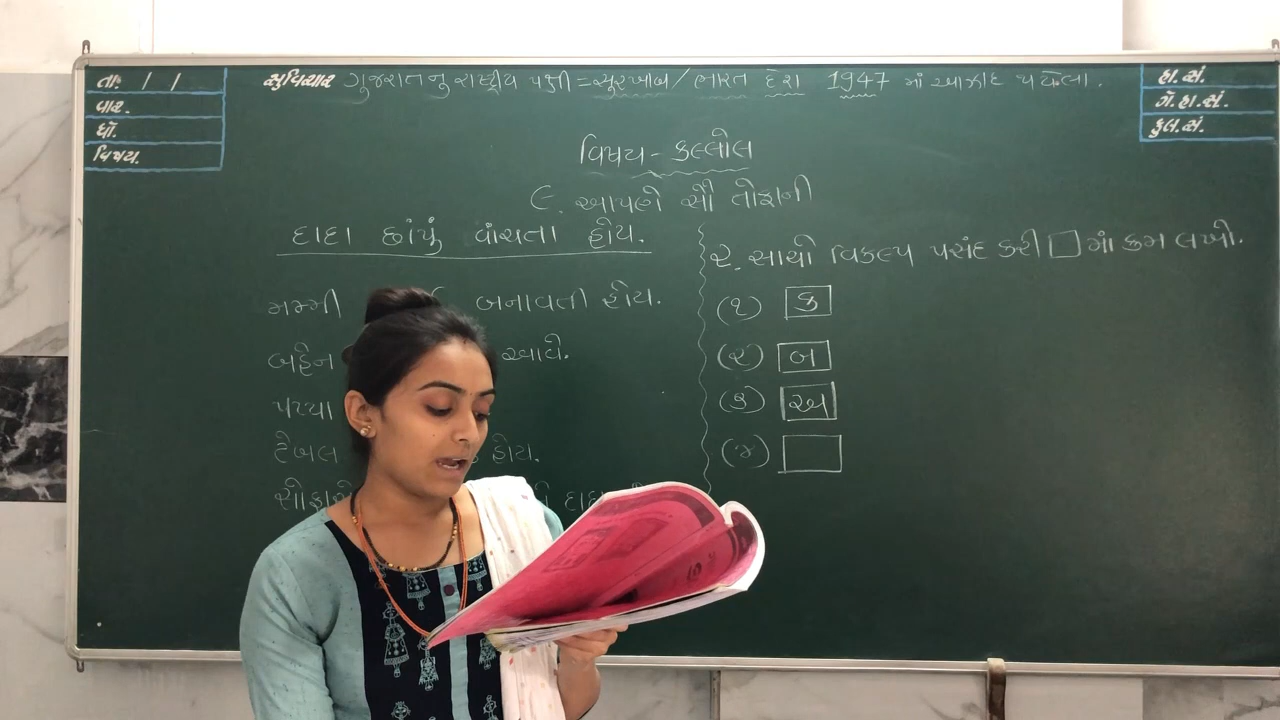 તા. / /
વાર.
ધો.
વિષય.
સુવિચાર ગુજરાતનુ રાષ્ટ્રીય પક્ષી = સુરખાબ / ભારત દેશ 1947 માં આઝાદ થયેલા.
હા.સં.
ગે.હા.સં.
કુલ.સં.
વિષય - કલ્લોલ
૯. આપણે સૌ તોફાની
દાદા છાંપું વાંચતા હોય.
મમ્મી બનાવતી હોય.
બહેન આવી.
પપ્પા
ટેબલ હોય.
સોફા
૨. સાચો વિકલ્પ પસંદ કરી □ માં ક્રમ લખો.
(૧) ક
(૨) બ
(૩) અ
(૪)